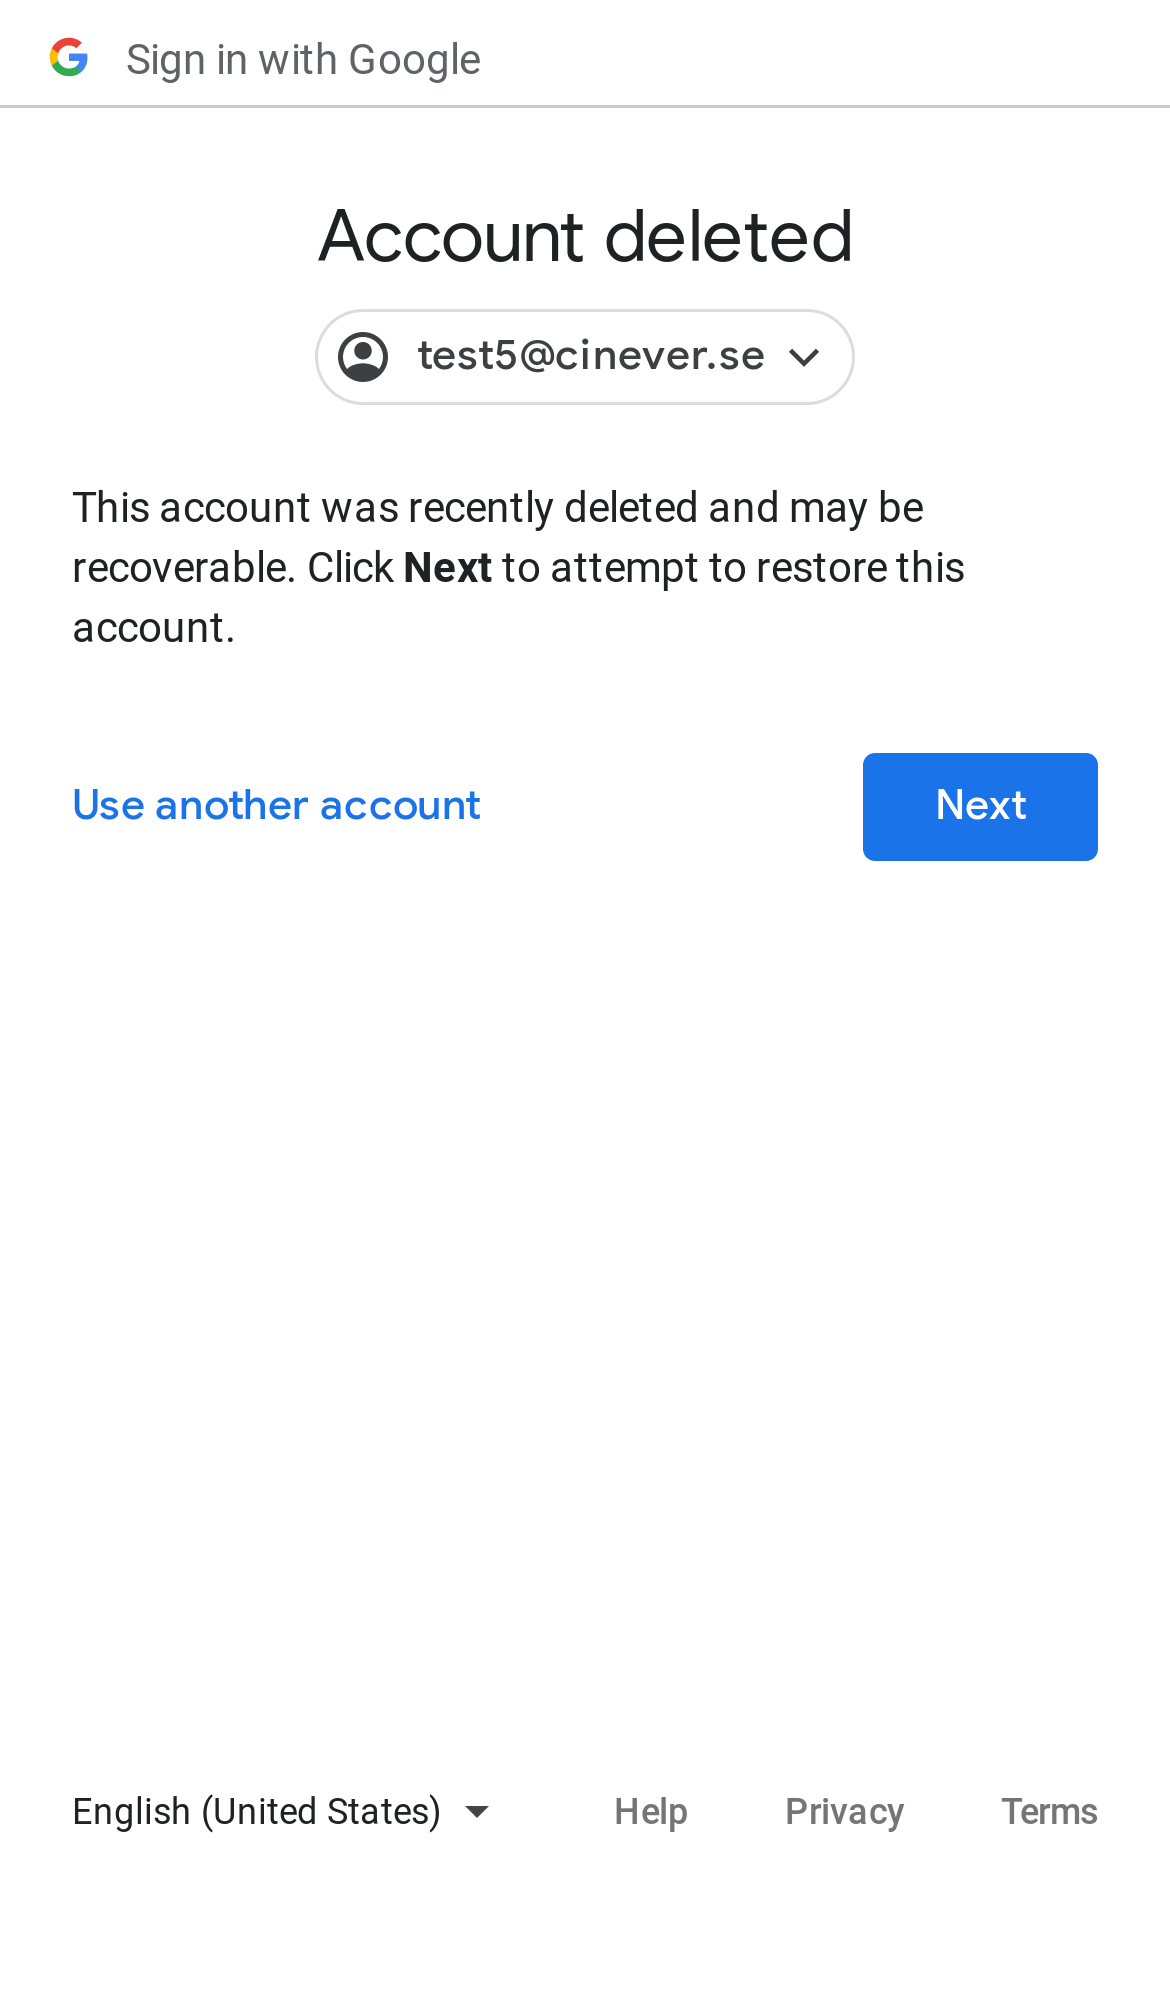 Sign in with Google
Account deleted
test5@cinever.se
This account was recently deleted and may be
recoverable. Click Next to attempt to restore this
account.
Use another account
Next
English (United States)
Help
Privacy
Terms